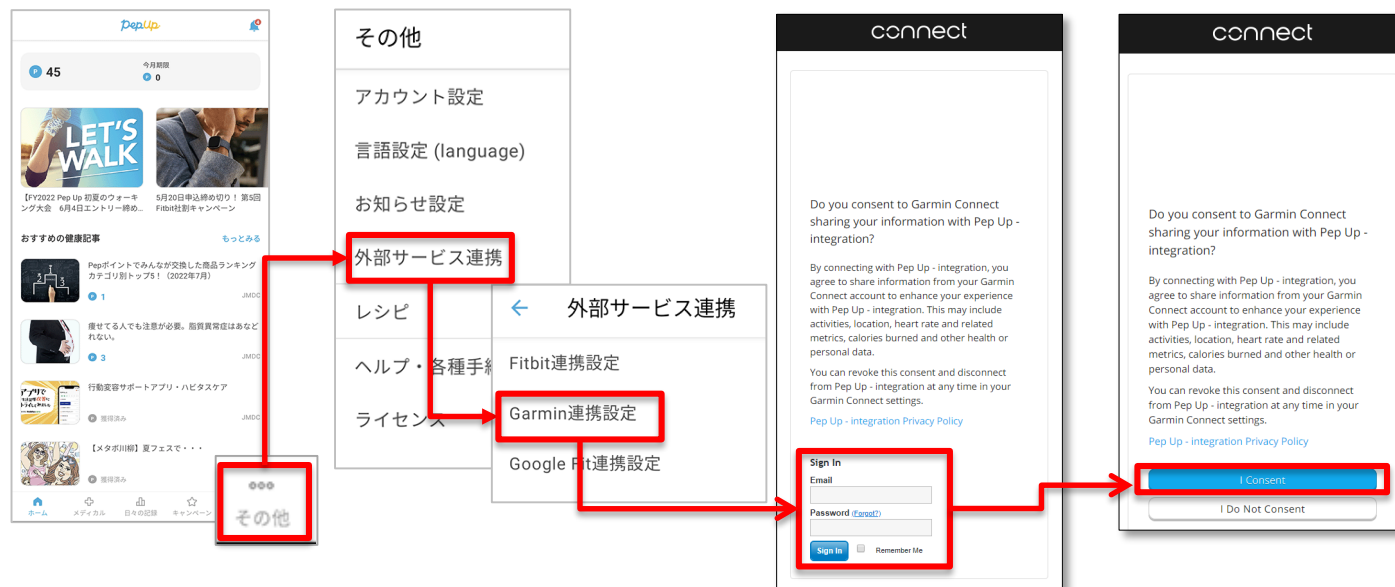 PepUp
4
P 45
今月期限
P 0
LET'S
WALK
【FY2022 Pep Up 初夏のウォーキ
ング大会 6月4日エントリー締め...
5月20日申込締め切り！ 第5回
Fitbit社割キャンペーン
おすすめの健康記事
もっとみる
Pepポイントでみんなが交換した商品ランキング
カテゴリ別トップ5！（2022年7月）
P 1
JMDC
痩せてる人でも注意が必要。脂質異常症はあなど
れない。
P 3
JMDC
行動変容サポートアプリ・ハビタスケア
P 獲得済み
JMDC
【メタボ川柳】夏フェスで・・・
P 獲得済み
ホーム
メディカル
日々の記録
キャンペーン
その他
その他
アカウント設定
言語設定 (language)
お知らせ設定
外部サービス連携
レシピ
ヘルプ・各種手続
ライセンス
← 外部サービス連携
Fitbit連携設定
Garmin連携設定
Google Fit連携設定
connect
Do you consent to Garmin Connect
sharing your information with Pep Up -
integration?
By connecting with Pep Up - integration, you
agree to share information from your Garmin
Connect account to enhance your experience
with Pep Up - integration. This may include
activities, location, heart rate and related
metrics, calories burned and other health or
personal data.
You can revoke this consent and disconnect
from Pep Up - integration at any time in your
Garmin Connect settings.
Pep Up - integration Privacy Policy
Sign In
Email
Password (Forgot?)
Sign In
Remember Me
connect
Do you consent to Garmin Connect
sharing your information with Pep Up -
integration?
By connecting with Pep Up - integration, you
agree to share information from your Garmin
Connect account to enhance your experience
with Pep Up - integration. This may include
activities, location, heart rate and related
metrics, calories burned and other health or
personal data.
You can revoke this consent and disconnect
from Pep Up - integration at any time in your
Garmin Connect settings.
Pep Up - integration Privacy Policy
I Consent
I Do Not Consent